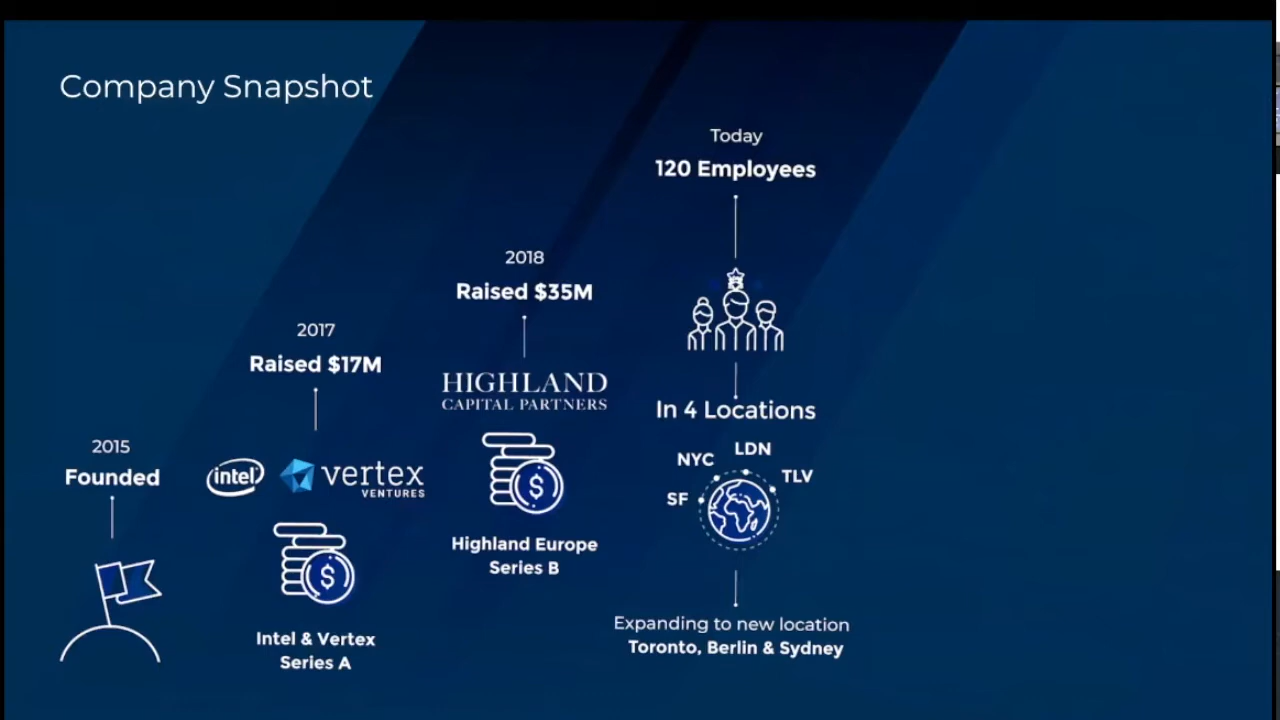 Company Snapshot
2015
Founded
2017
Raised $17M
intel
vertex
VENTURES
$
Intel & Vertex
Series A
2018
Raised $35M
HIGHLAND
CAPITAL PARTNERS
$
Highland Europe
Series B
Today
120 Employees
In 4 Locations
SF
NYC
LDN
TLV
Expanding to new location
Toronto, Berlin & Sydney